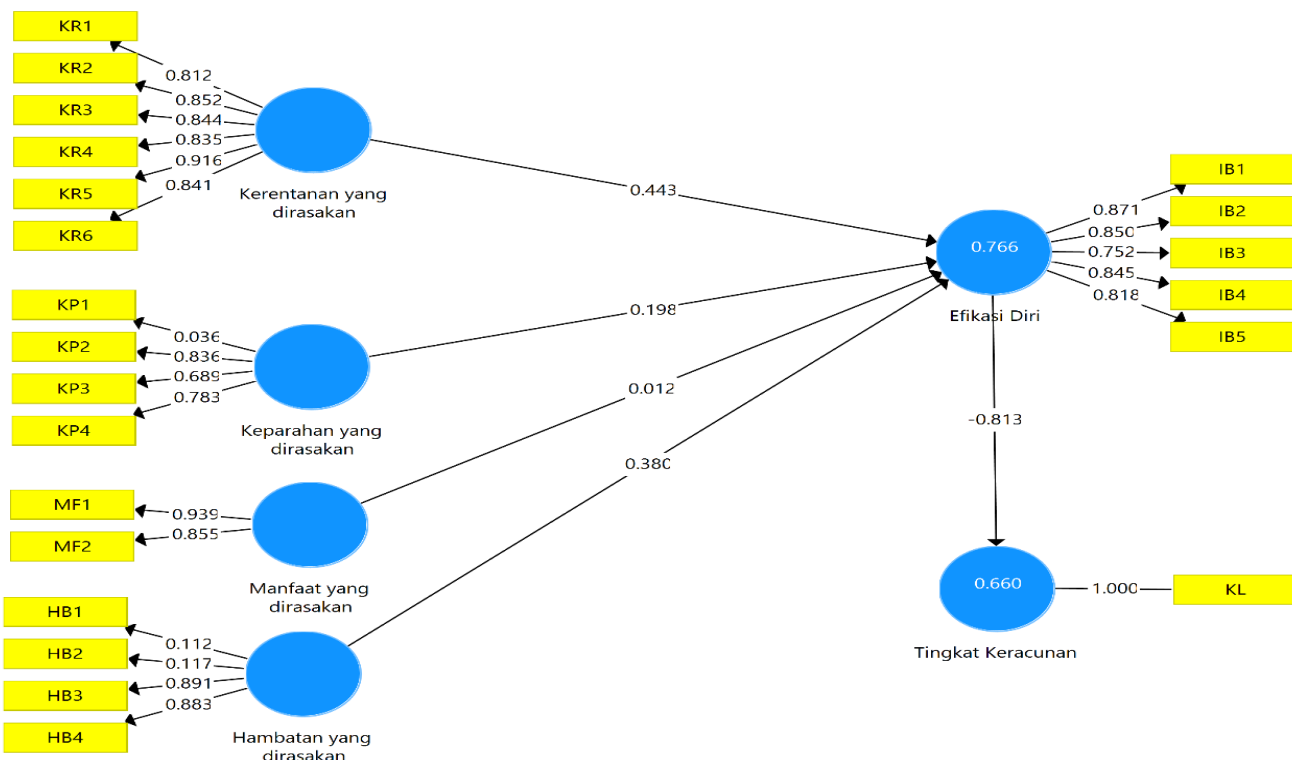 KR1
KR2
KR3
KR4
KR5
KR6
0.812
0.852
0.844
0.835
0.916
0.841
Kerentanan yang
dirasakan
0.443
KP1
KP2
KP3
KP4
0.036
0.836
0.689
0.783
Keparahan yang
dirasakan
0.198
MF1
MF2
0.939
0.855
Manfaat yang
dirasakan
0.012
HB1
HB2
HB3
HB4
0.112
0.117
0.891
0.883
Hambatan yang
dirasakan
0.380
0.766
Efikasi Diri
0.871
0.850
0.752
0.845
0.818
IB1
IB2
IB3
IB4
IB5
-0.813
0.660
Tingkat Keracunan
1.000
KL